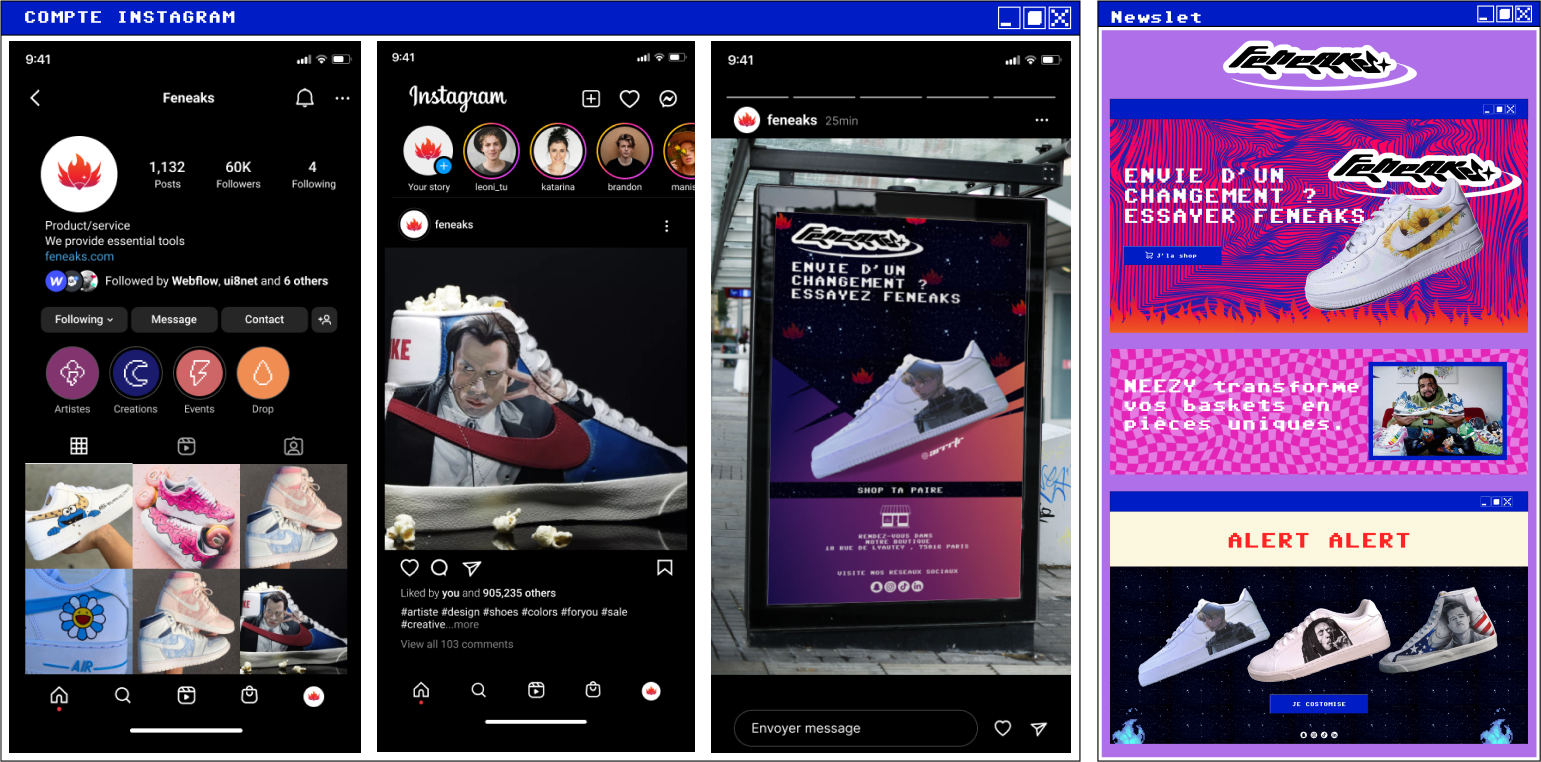 COMPTE INSTAGRAM
9:41
Feneaks
1,132
60K
4
Posts
Followers
Following
Product/service
We provide essential tools
feneaks.com
W
Followed by Webflow, ui8net and 6 others
Following
Message
Contact
Artistes
Creations
Events
Drop
AIR
9:41
Instagram
Your story
leoni_tu
katarina
brandon
manis
feneaks
KE
Liked by you and 905,235 others
#artiste #design #shoes #colors #foryou #sale
#creative...more
View all 103 comments
9:41
feneaks 25min
Feneaks
ENVIE D'UN
CHANGEMENT ?
ESSAYEZ FENEAKS
@arrrtr
SHOP TA PAIRE
RENDEZ-VOUS DANS
NOTRE BOUTIQUE
18 RUE DE LYAUTEY , 75016 PARIS
VISITE NOS RESEAUX SOCIAUX
Envoyer message
Newslet
Feneaks
Feneaks
ENVIE D'UN
CHANGEMENT ?
ESSAYER FENEAKS
J'la shop
NEEZY transforme
vos baskets en
pièces uniques.
ALERT ALERT
JE COSTOMISE